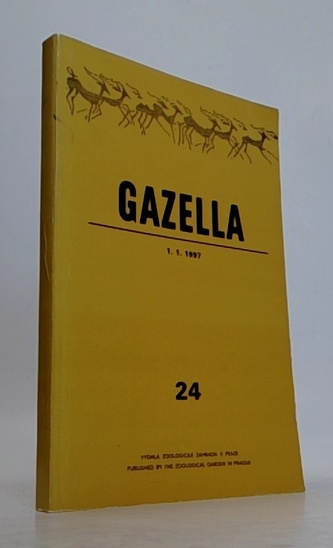 GAZELLA
1. 1. 1997
24
VYDALA ZOOLOGICKÁ ZAHRADA V PRAZE
PUBLISHED BY THE ZOOLOGICAL GARDEN IN PRAGUE